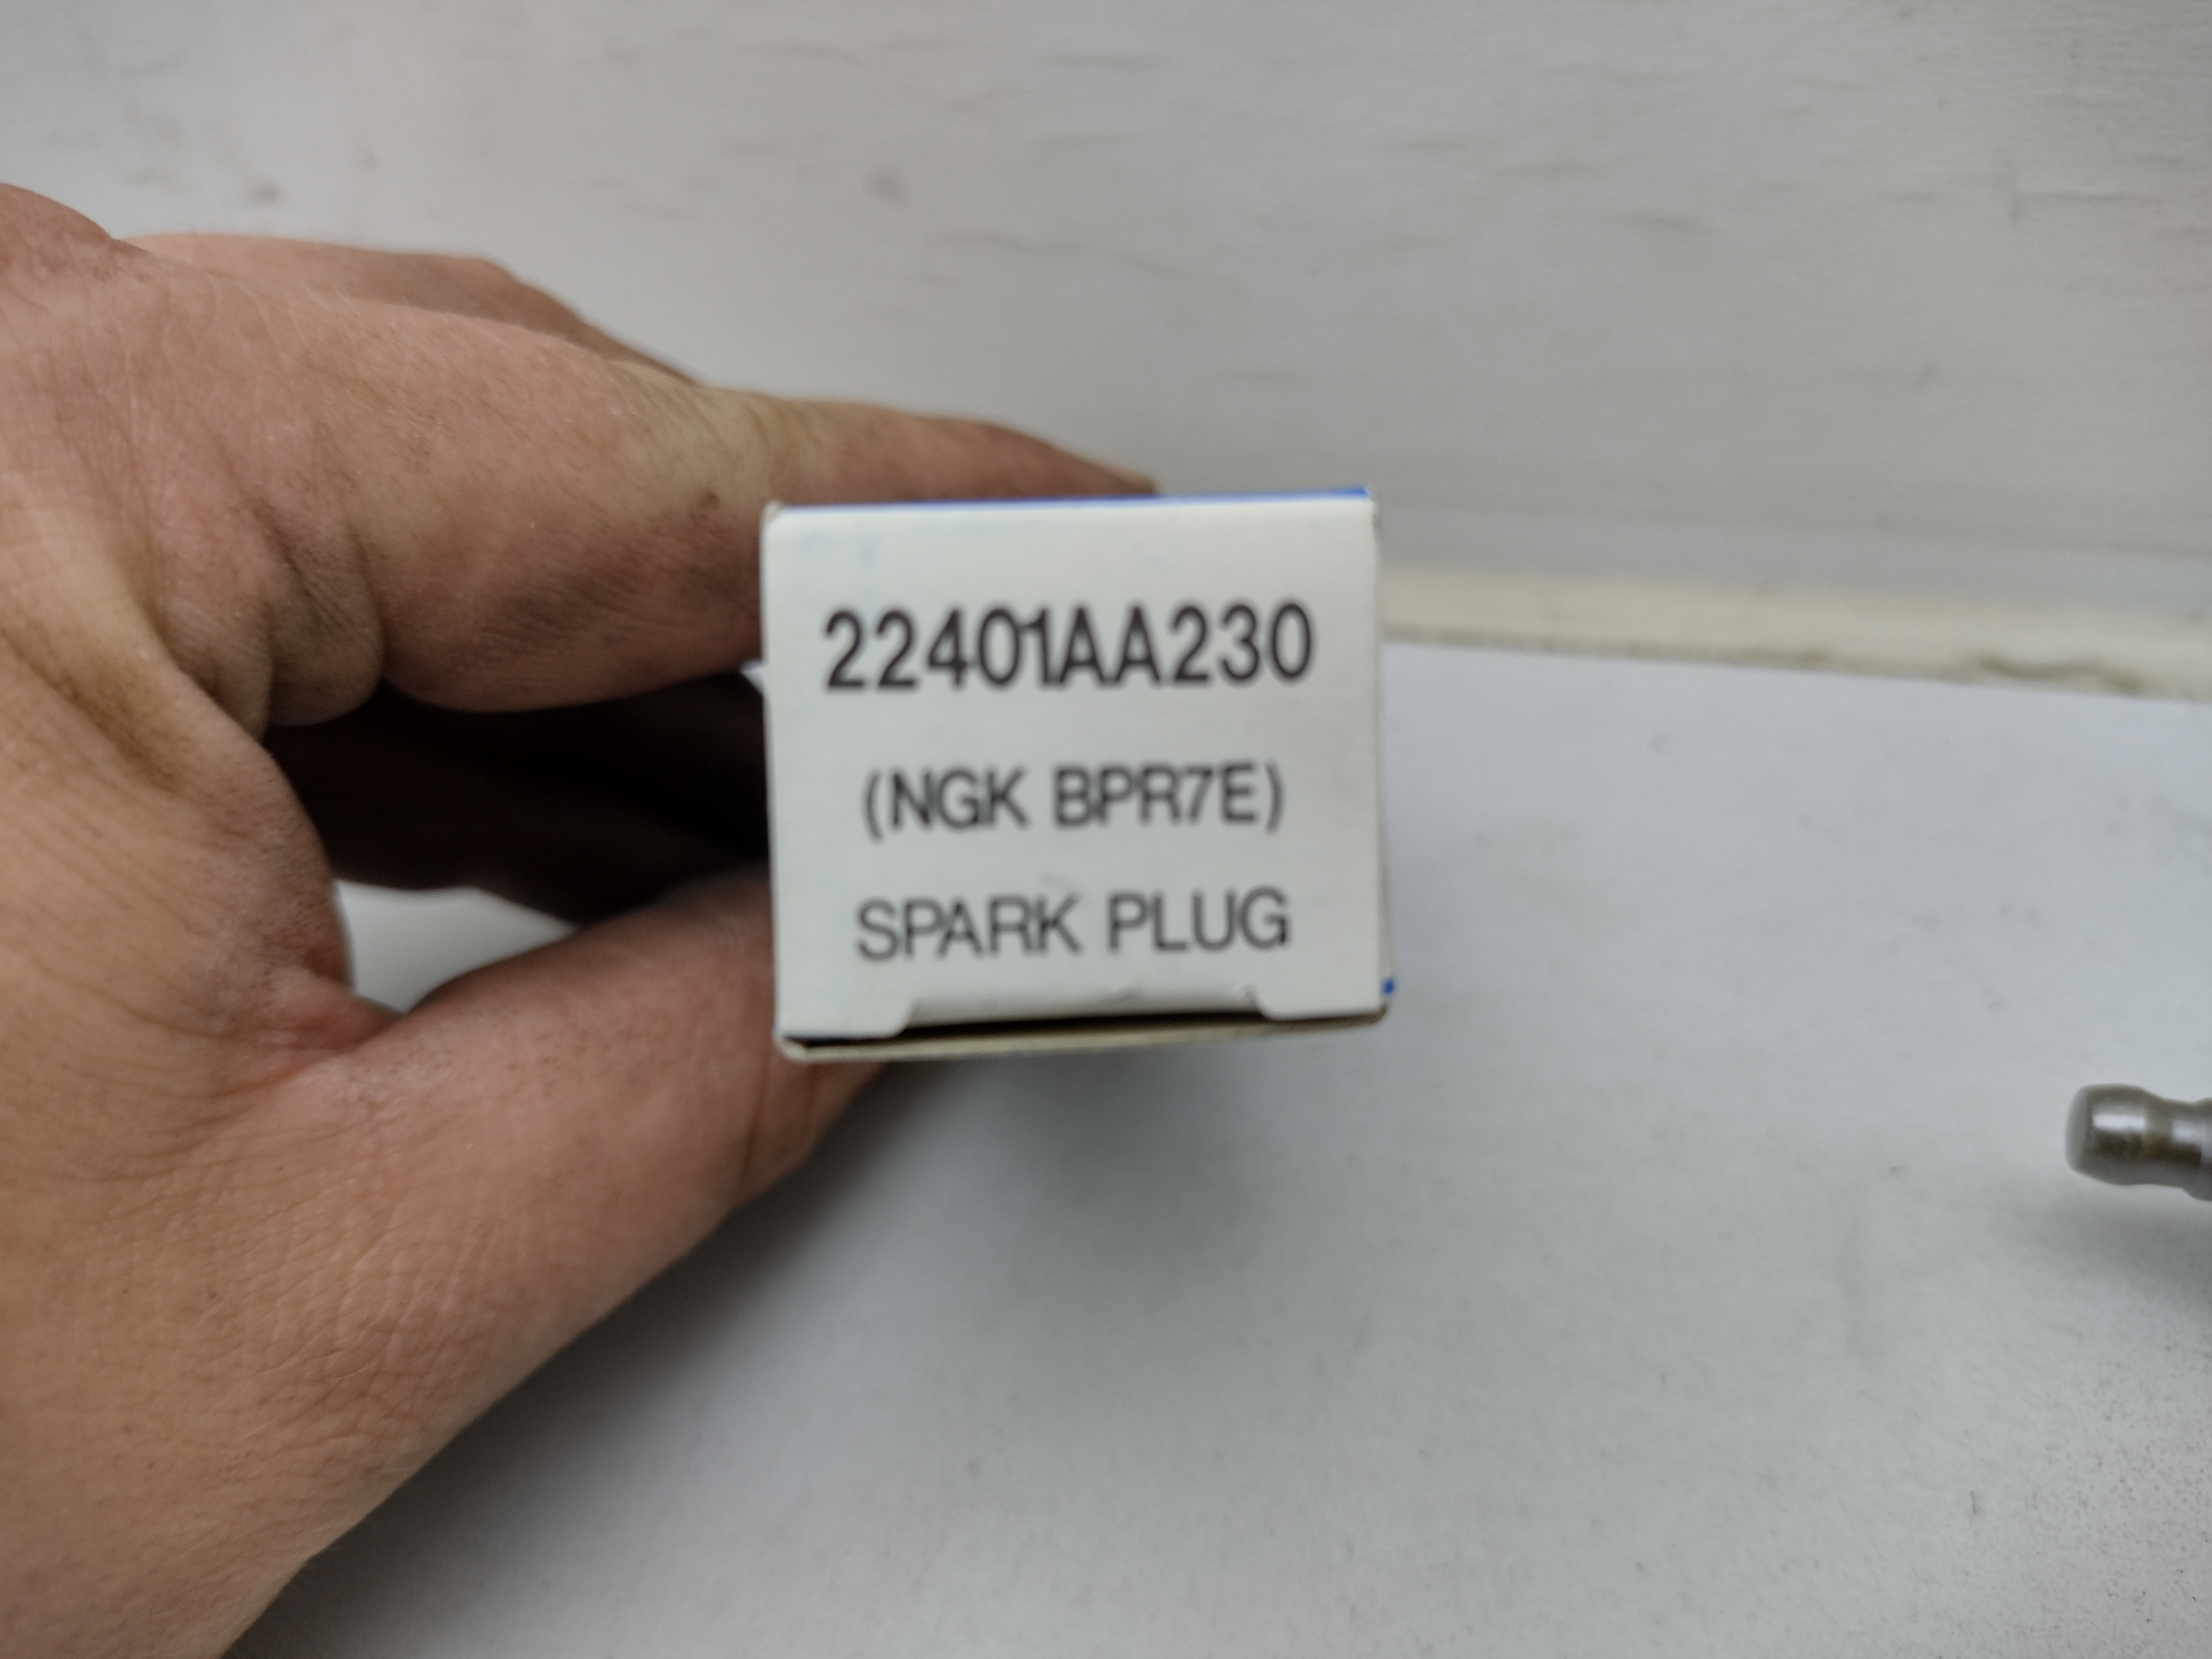 22401AA230
(NGK BPR7E)
SPARK PLUG